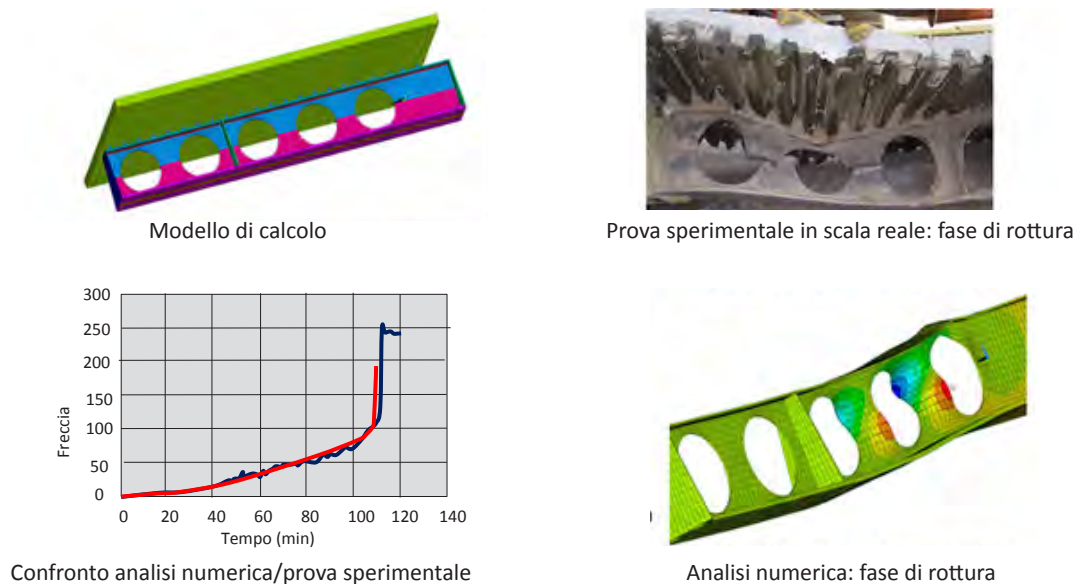 Modello di calcolo
Prova sperimentale in scala reale: fase di rottura
300
250
200
150
100
50
0
Freccia
0 20 40 60 80 100 120 140
Tempo (min)
Confronto analisi numerica/prova sperimentale
Analisi numerica: fase di rottura